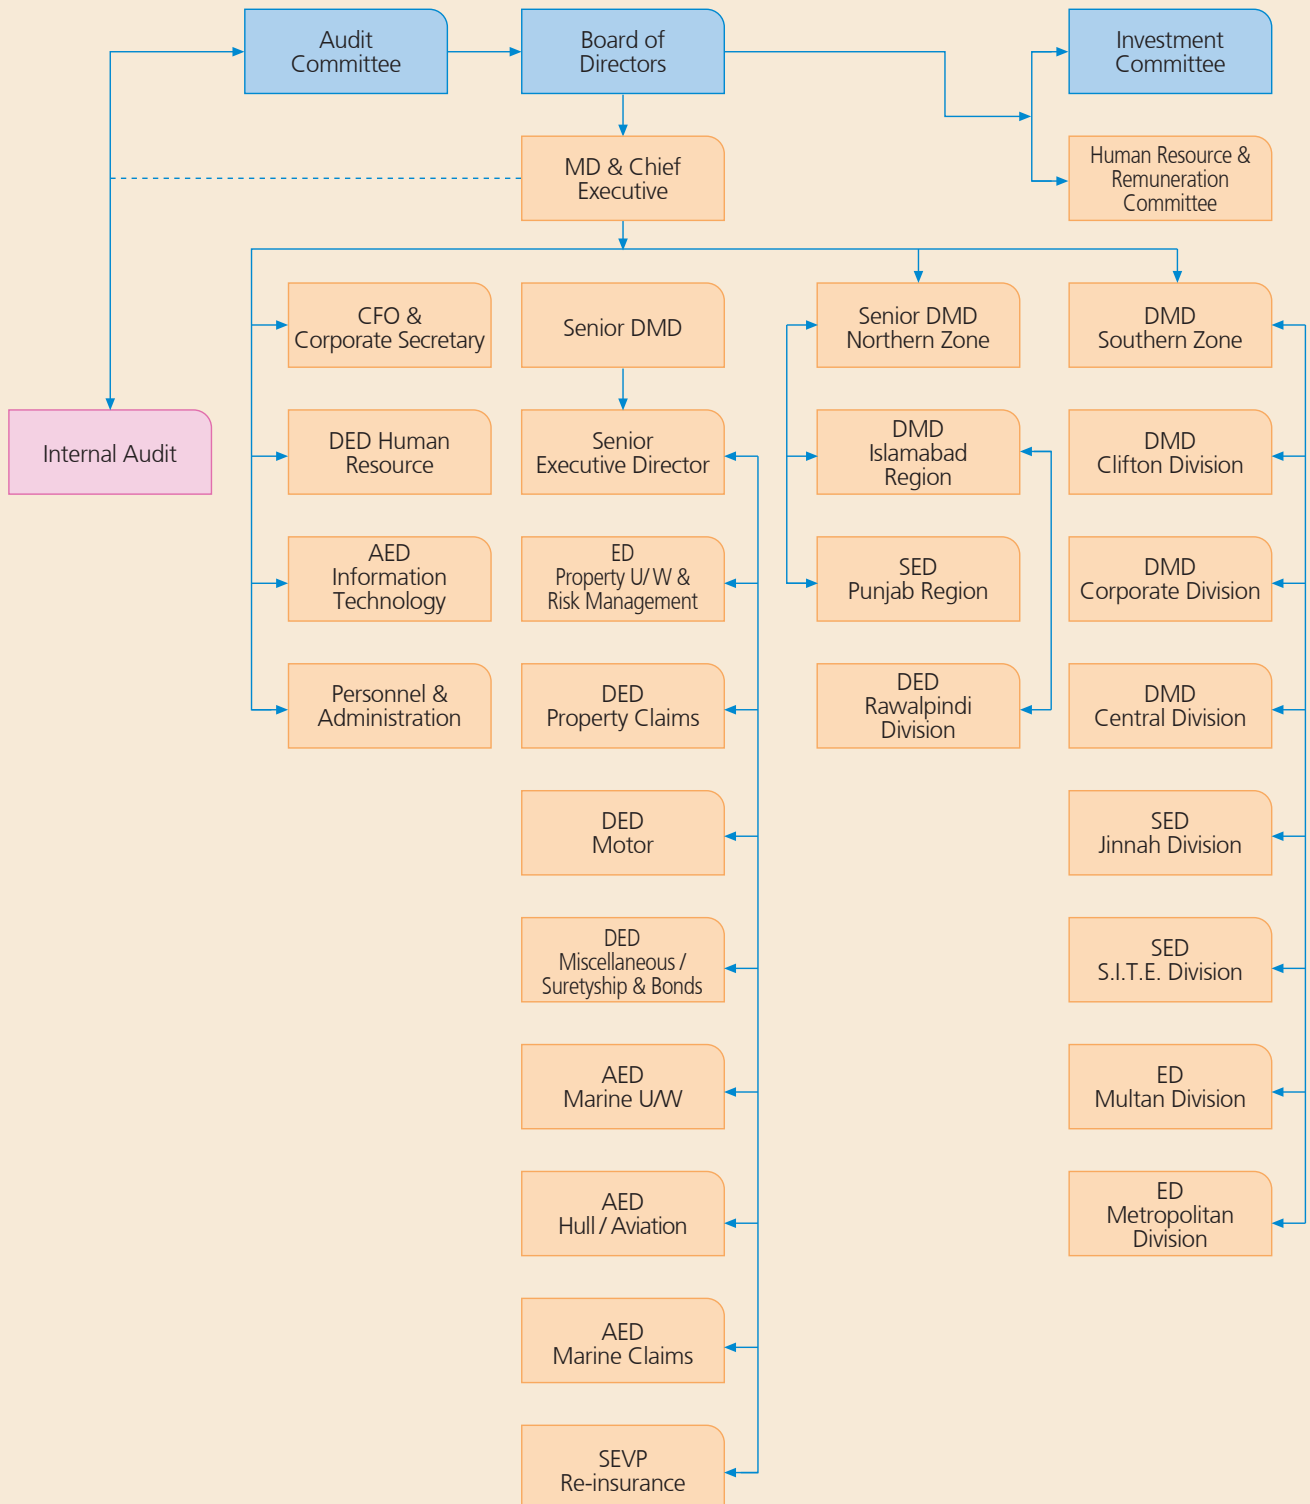 Audit
Committee
Board of
Directors
Investment
Committee
MD & Chief
Executive
Human Resource &
Remuneration
Committee
CFO &
Corporate Secretary
Senior DMD
Senior DMD
Northern Zone
DMD
Southern Zone
Internal Audit
DED Human
Resource
Senior
Executive Director
DMD
Islamabad
Region
DMD
Clifton Division
AED
Information
Technology
ED
Property U/W &
Risk Management
SED
Punjab Region
DMD
Corporate Division
Personnel &
Administration
DED
Property Claims
DED
Rawalpindi
Division
DMD
Central Division
DED
Motor
SED
Jinnah Division
DED
Miscellaneous /
Suretyship & Bonds
SED
S.I.T.E. Division
AED
Marine U/W
ED
Multan Division
AED
Hull / Aviation
ED
Metropolitan
Division
AED
Marine Claims
SEVP
Re-insurance